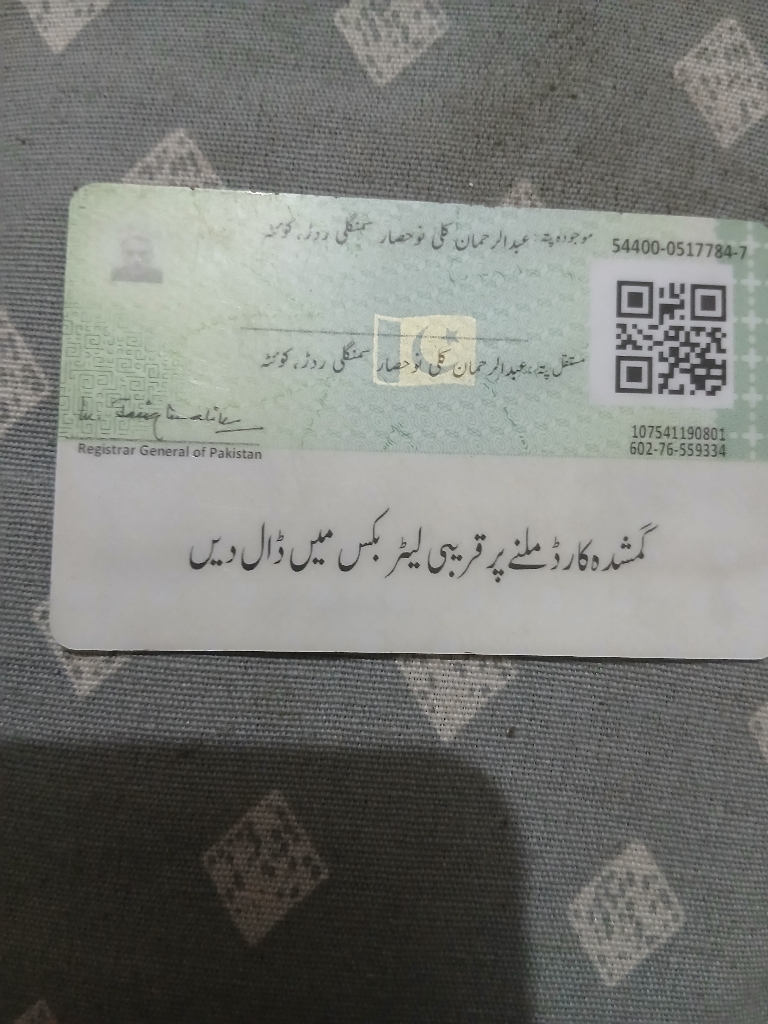 موجودہ پتہ: عبدالرحمان کلی نوحصار سمنگلی روڈ، کوئٹہ
54400-0517784-7
مستقل پتہ: عبدالرحمان کلی نوحصار سمنگلی روڈ، کوئٹہ
107541190801
602-76-559334
Registrar General of Pakistan
گمشدہ کارڈ ملنے پر قریبی لیٹر بکس میں ڈال دیں